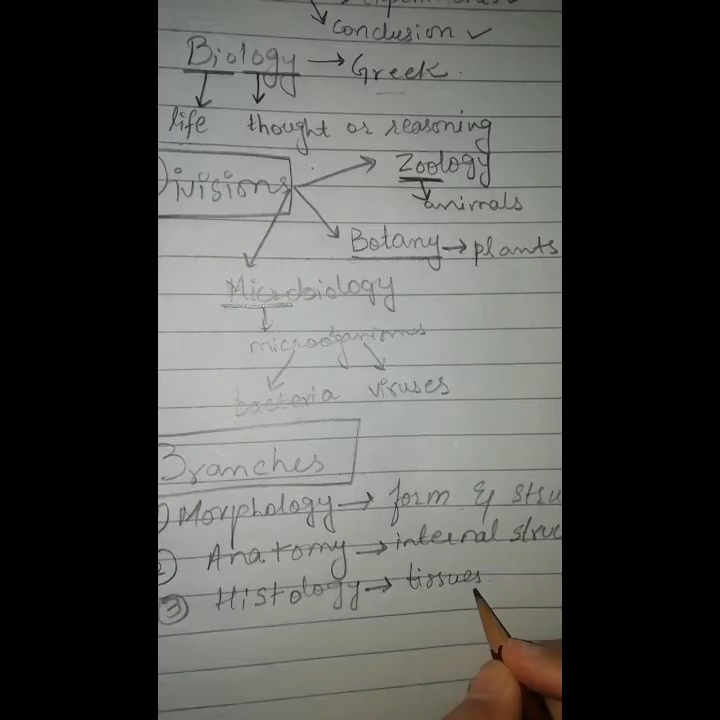 conclusion ✓
Biology → Greek
life thought or reasoning
Divisions Zoology
animals
Botany → plants
Microbiology
microoganisms
bacteria viruses
Branches
1) Morphology → form & stru
2 Anatomy → internal struc
3 Histology → tissues